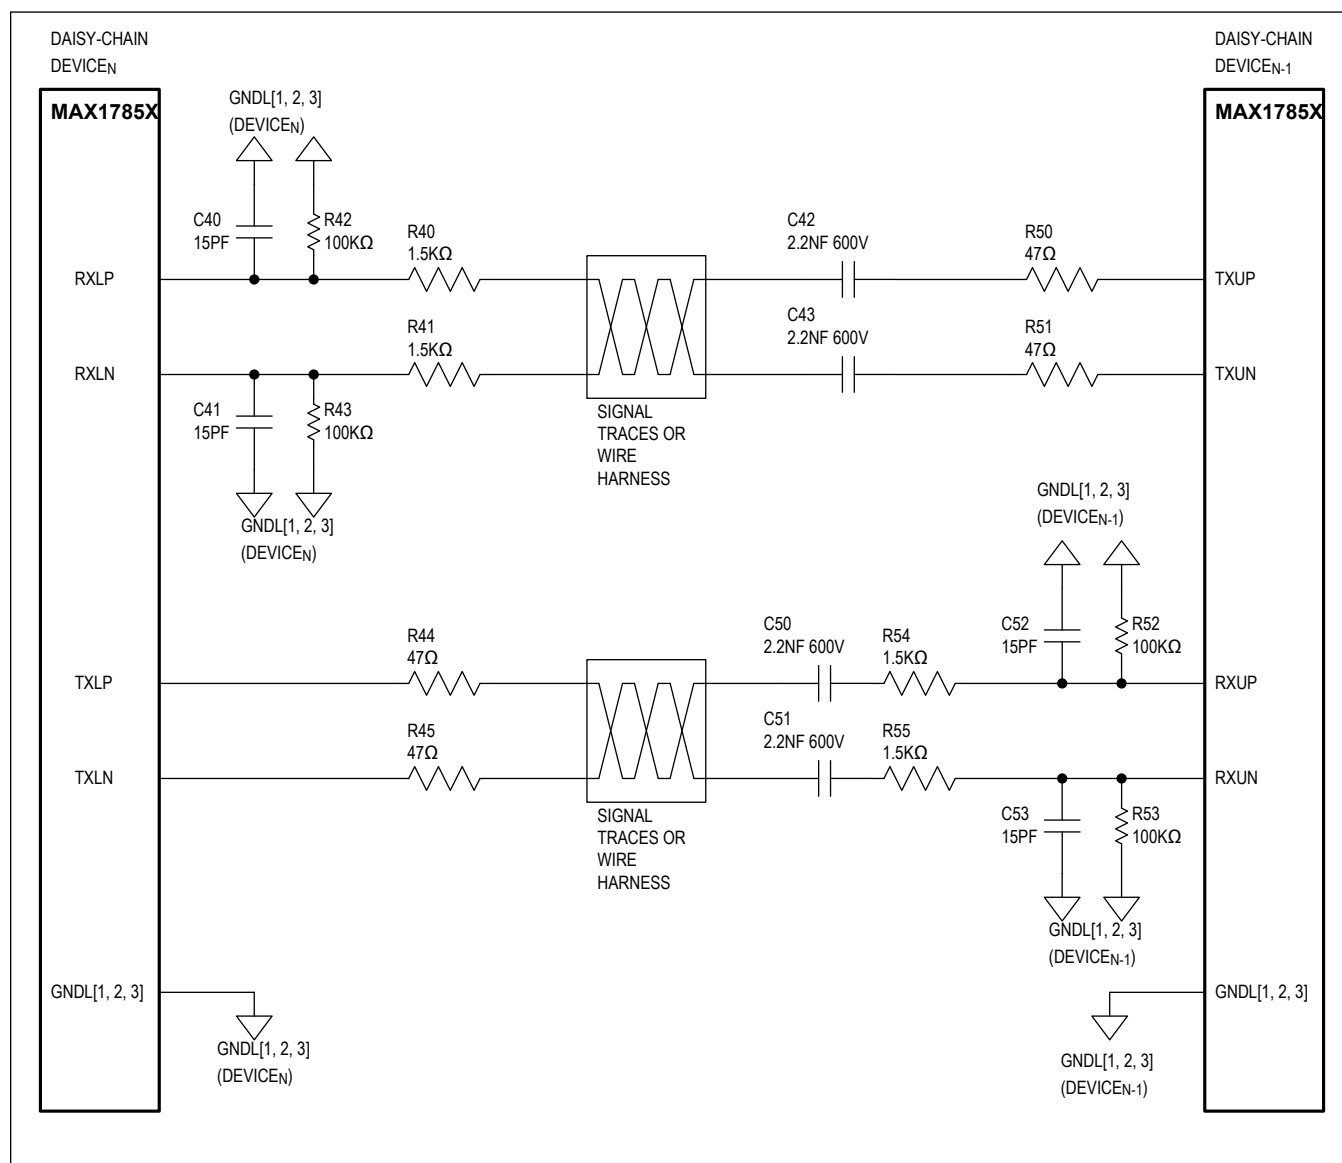 DAISY-CHAIN
DEVICEN
MAX1785X
GNDL[1, 2, 3]
(DEVICEN)
C40
15PF
R42
100KΩ
R40
1.5KΩ
RXLP
R41
1.5KΩ
RXLN
C41
15PF
R43
100KΩ
GNDL[1, 2, 3]
(DEVICEN)
SIGNAL
TRACES OR
WIRE
HARNESS
C42
2.2NF 600V
C43
2.2NF 600V
R50
47Ω
R51
47Ω
DAISY-CHAIN
DEVICEN-1
MAX1785X
TXUP
TXUN
GNDL[1, 2, 3]
(DEVICEN-1)
R44
47Ω
TXLP
R45
47Ω
TXLN
SIGNAL
TRACES OR
WIRE
HARNESS
C50
2.2NF 600V
R54
1.5KΩ
C51
2.2NF 600V
R55
1.5KΩ
C52
15PF
R52
100KΩ
RXUP
RXUN
C53
15PF
R53
100KΩ
GNDL[1, 2, 3]
(DEVICEN-1)
GNDL[1, 2, 3]
GNDL[1, 2, 3]
(DEVICEN)
GNDL[1, 2, 3]
GNDL[1, 2, 3]
(DEVICEN-1)